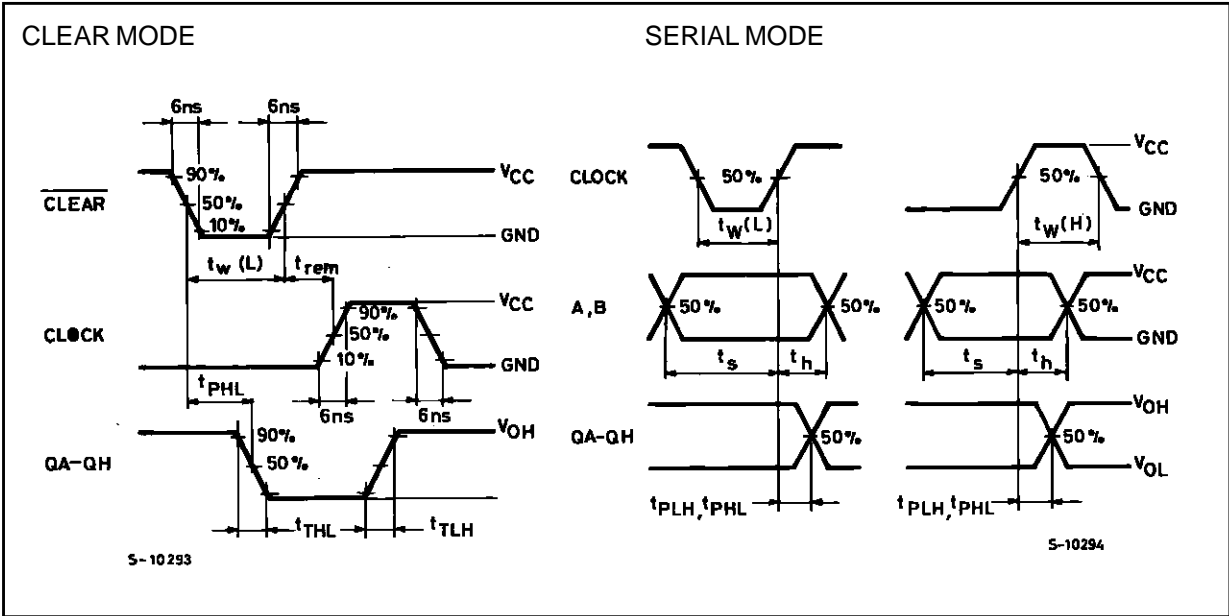 CLEAR MODE
SERIAL MODE
6ns 6ns
90% VCC
CLEAR 50%
10% GND
tw (L) trem
VCC
90%
CLOCK 50%
10% GND
tPHL
6ns 6ns
90% VOH
QA-QH 50%
tTHL tTLH
S-10293
VCC
CLOCK 50% 50%
GND
tW(L) tW(H)
VCC
A,B 50% 50% 50% 50%
GND
ts th ts th
VOH
QA-QH 50% 50%
VOL
tPLH,tPHL tPLH,tPHL
S-10294